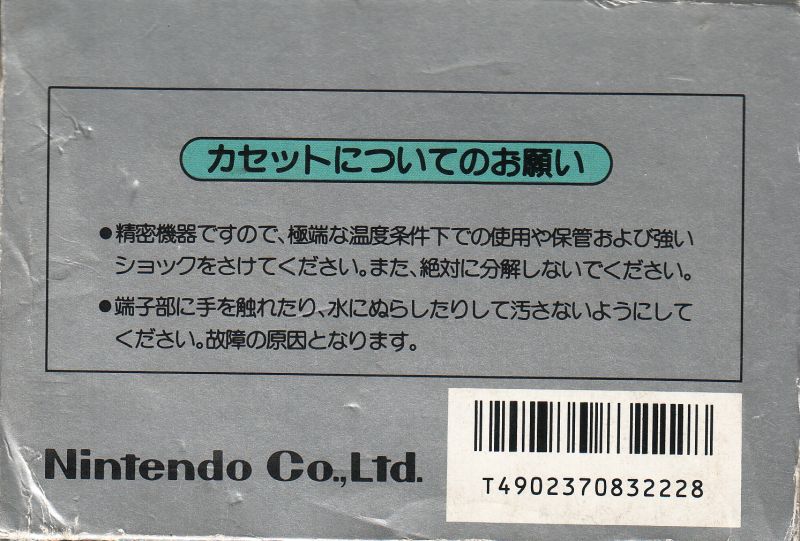 カセットについてのお願い
●精密機器ですので、極端な温度条件下での使用や保管および強い
ショックをさけてください。また、絶対に分解しないでください。
●端子部に手を触れたり、水にぬらしたりして汚さないようにして
ください。故障の原因となります。
Nintendo Co.,Ltd.
T4902370832228